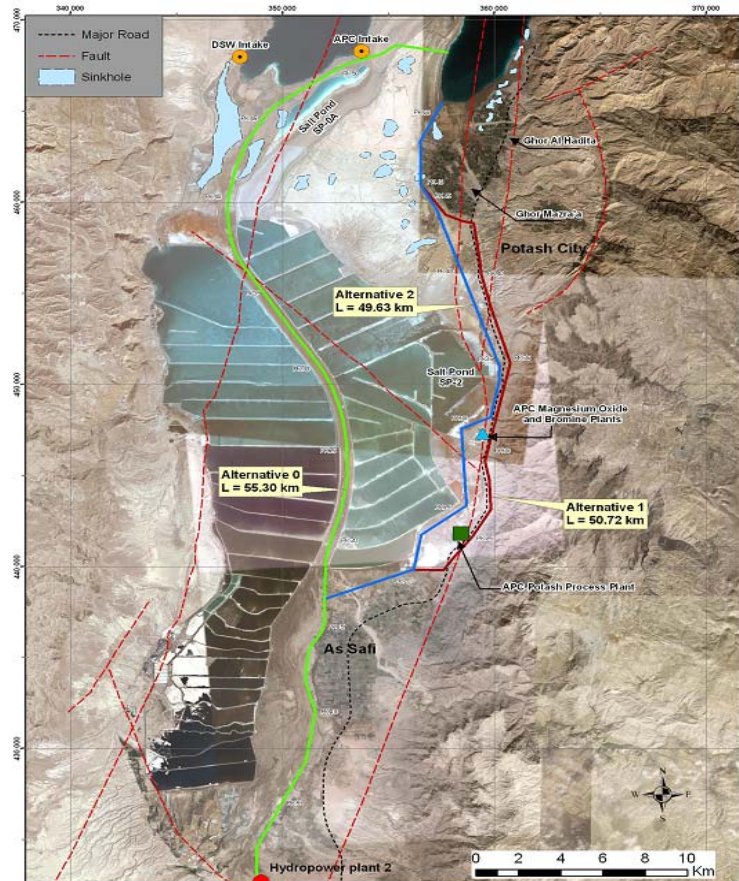 340 000
350 000
360 000
370 000
470 000
Major Road
Fault
Sinkhole
DSW Intake
APC Intake
Salt Pond
SP-0A
Ghor Al Hadita
460 000
Ghor Mazra'a
Potash City
Alternative 2
L = 49.63 km
450 000
Salt Pond
SP-2
APC Magnesium Oxide
and Bromine Plants
Alternative 0
L = 55.30 km
Alternative 1
L = 50.72 km
440 000
APC Potash Process Plant
As Safi
430 000
N
W
E
S
Hydropower plant 2
0 2 4 6 8 10
Km